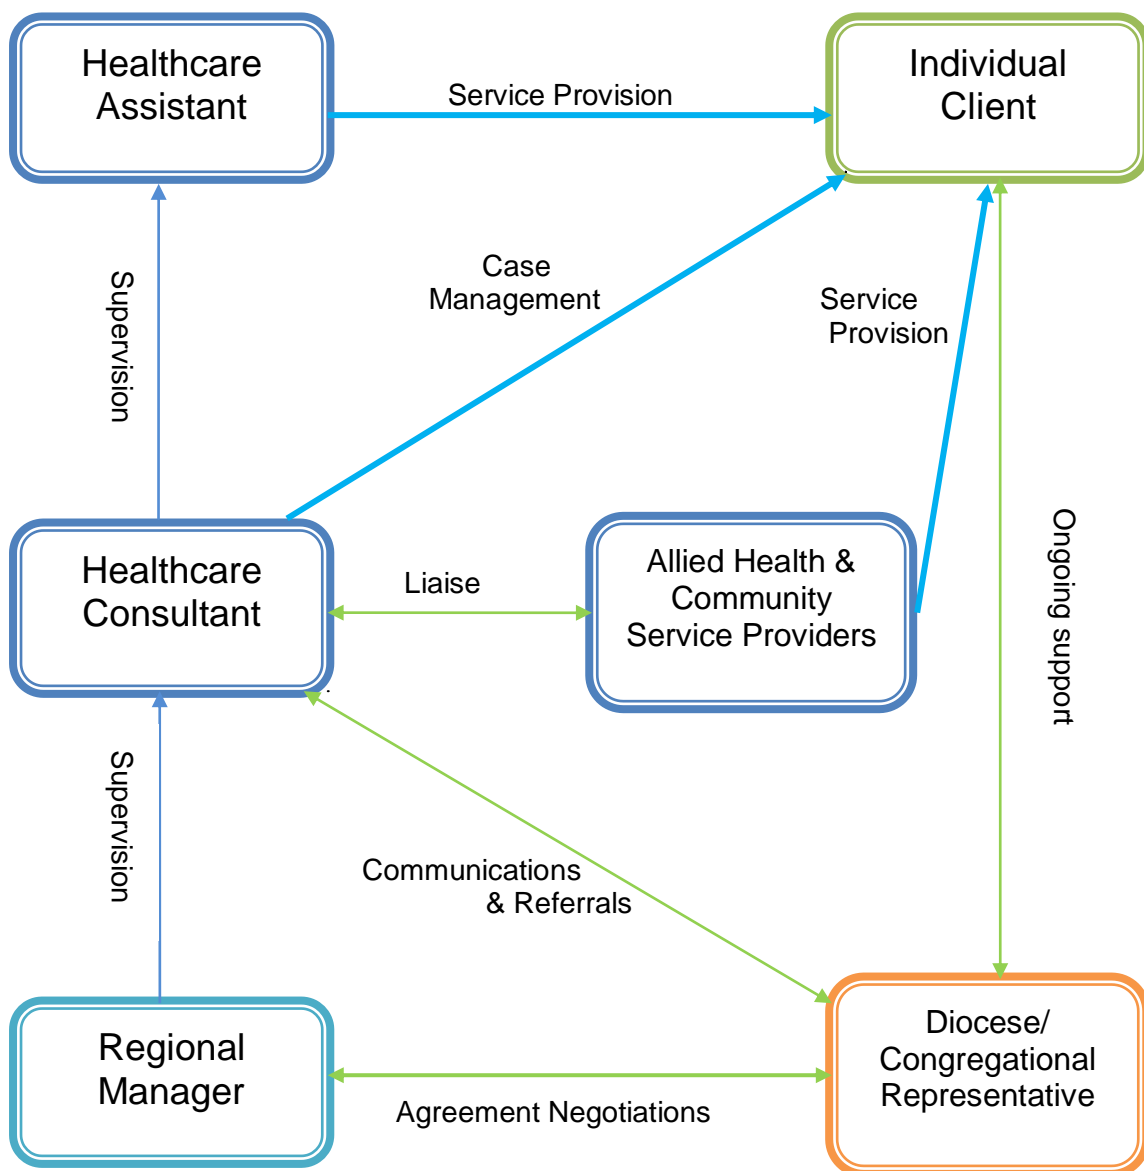 Healthcare
Assistant
Service Provision
Individual
Client
Supervision
Case
Management
Service
Provision
Healthcare
Consultant
Liaise
Allied Health &
Community
Service Providers
Ongoing support
Supervision
Communications
& Referrals
Regional
Manager
Agreement Negotiations
Diocese/
Congregational
Representative